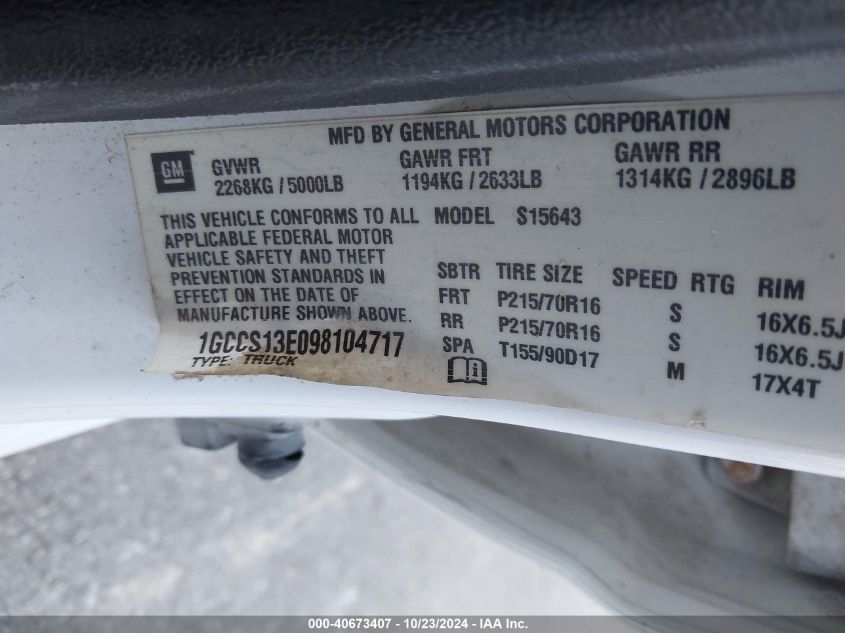 MFD BY GENERAL MOTORS CORPORATION
GM
GVWR GAWR FRT GAWR RR
2268KG / 5000LB 1194KG / 2633LB 1314KG / 2896LB
THIS VEHICLE CONFORMS TO ALL
APPLICABLE FEDERAL MOTOR
VEHICLE SAFETY AND THEFT
PREVENTION STANDARDS IN
EFFECT ON THE DATE OF
MANUFACTURE SHOWN ABOVE.
1GCCS13E098104717
TYPE: TRUCK
MODEL S15643
SBTR TIRE SIZE SPEED RTG RIM
FRT P215/70R16 S 16X6.5J
RR P215/70R16 S 16X6.5J
SPA T155/90D17 M 17X4T
000-40673407 / 10/23/2024 - IAA Inc.